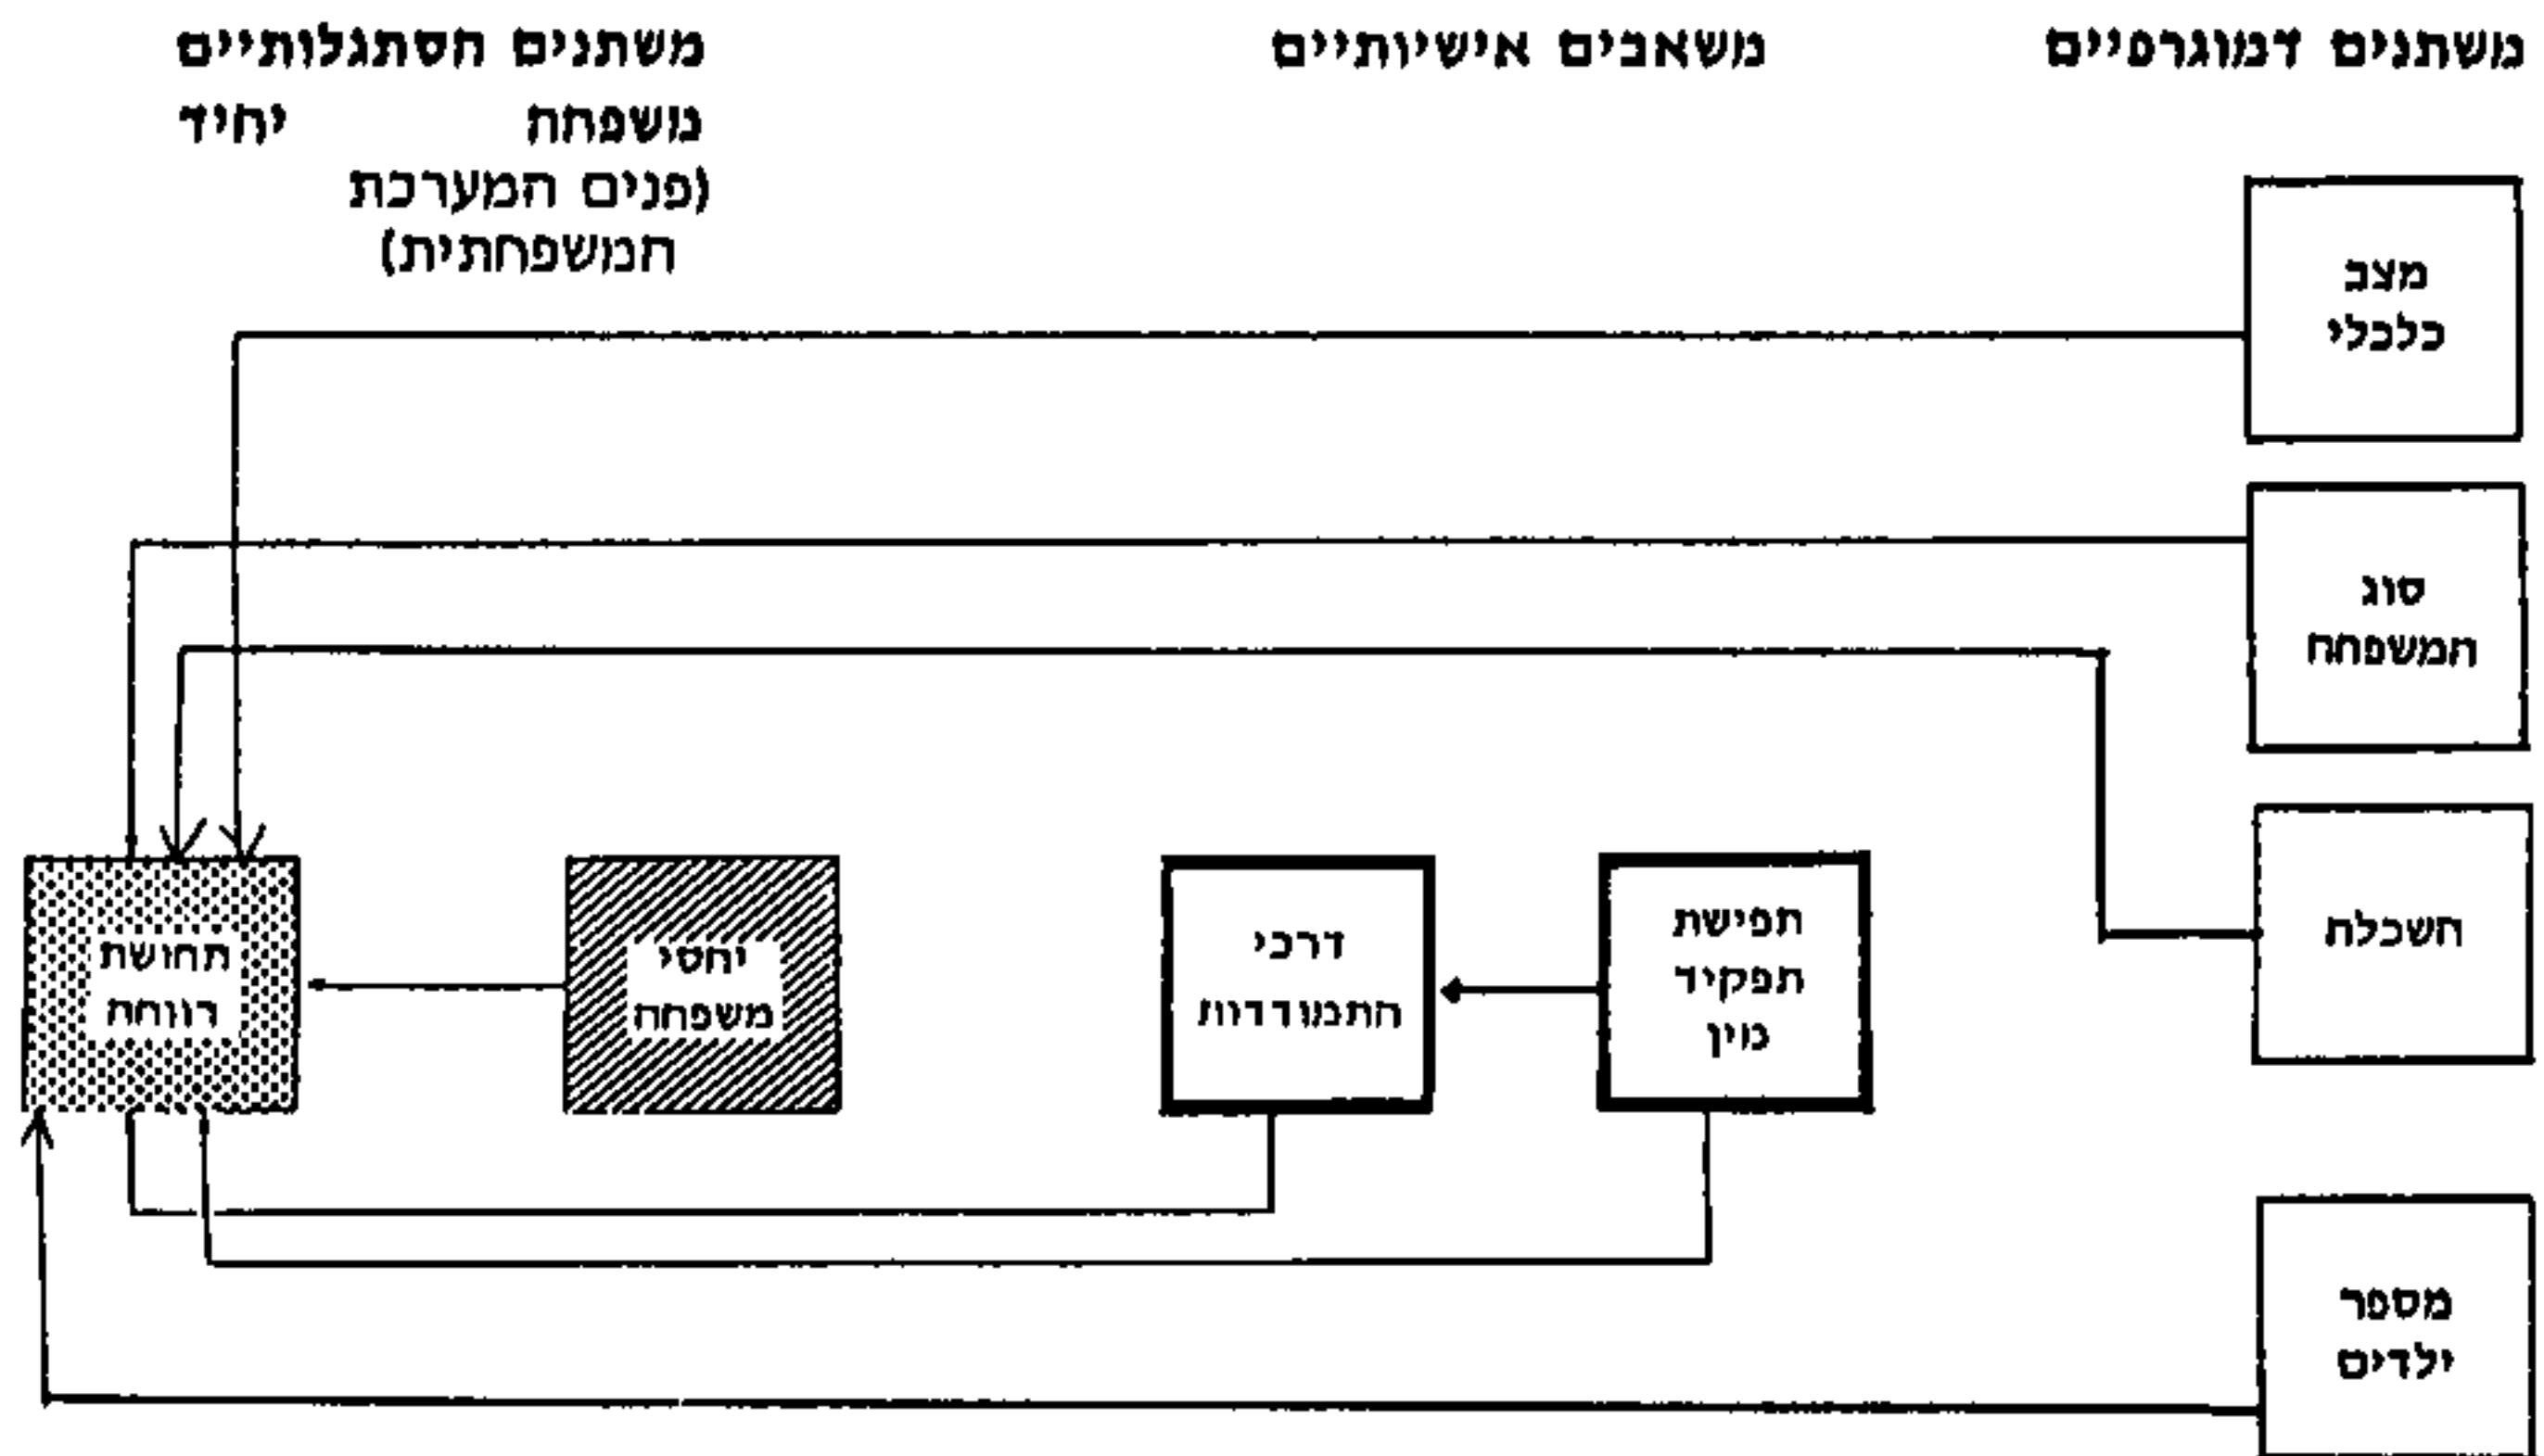 משתנים דמוגרפיים
משאבים אישיותיים
משתנים הסתגלותיים
משפחה
יחיד
(פנים המערכת
המשפחתית)
מצב
כלכלי
סוג
המשפחה
השכלה
תפישת
תפקיד
מין
דרכי
התמודדות
יחסי
משפחה
תחושת
רווחה
מספר
ילדים